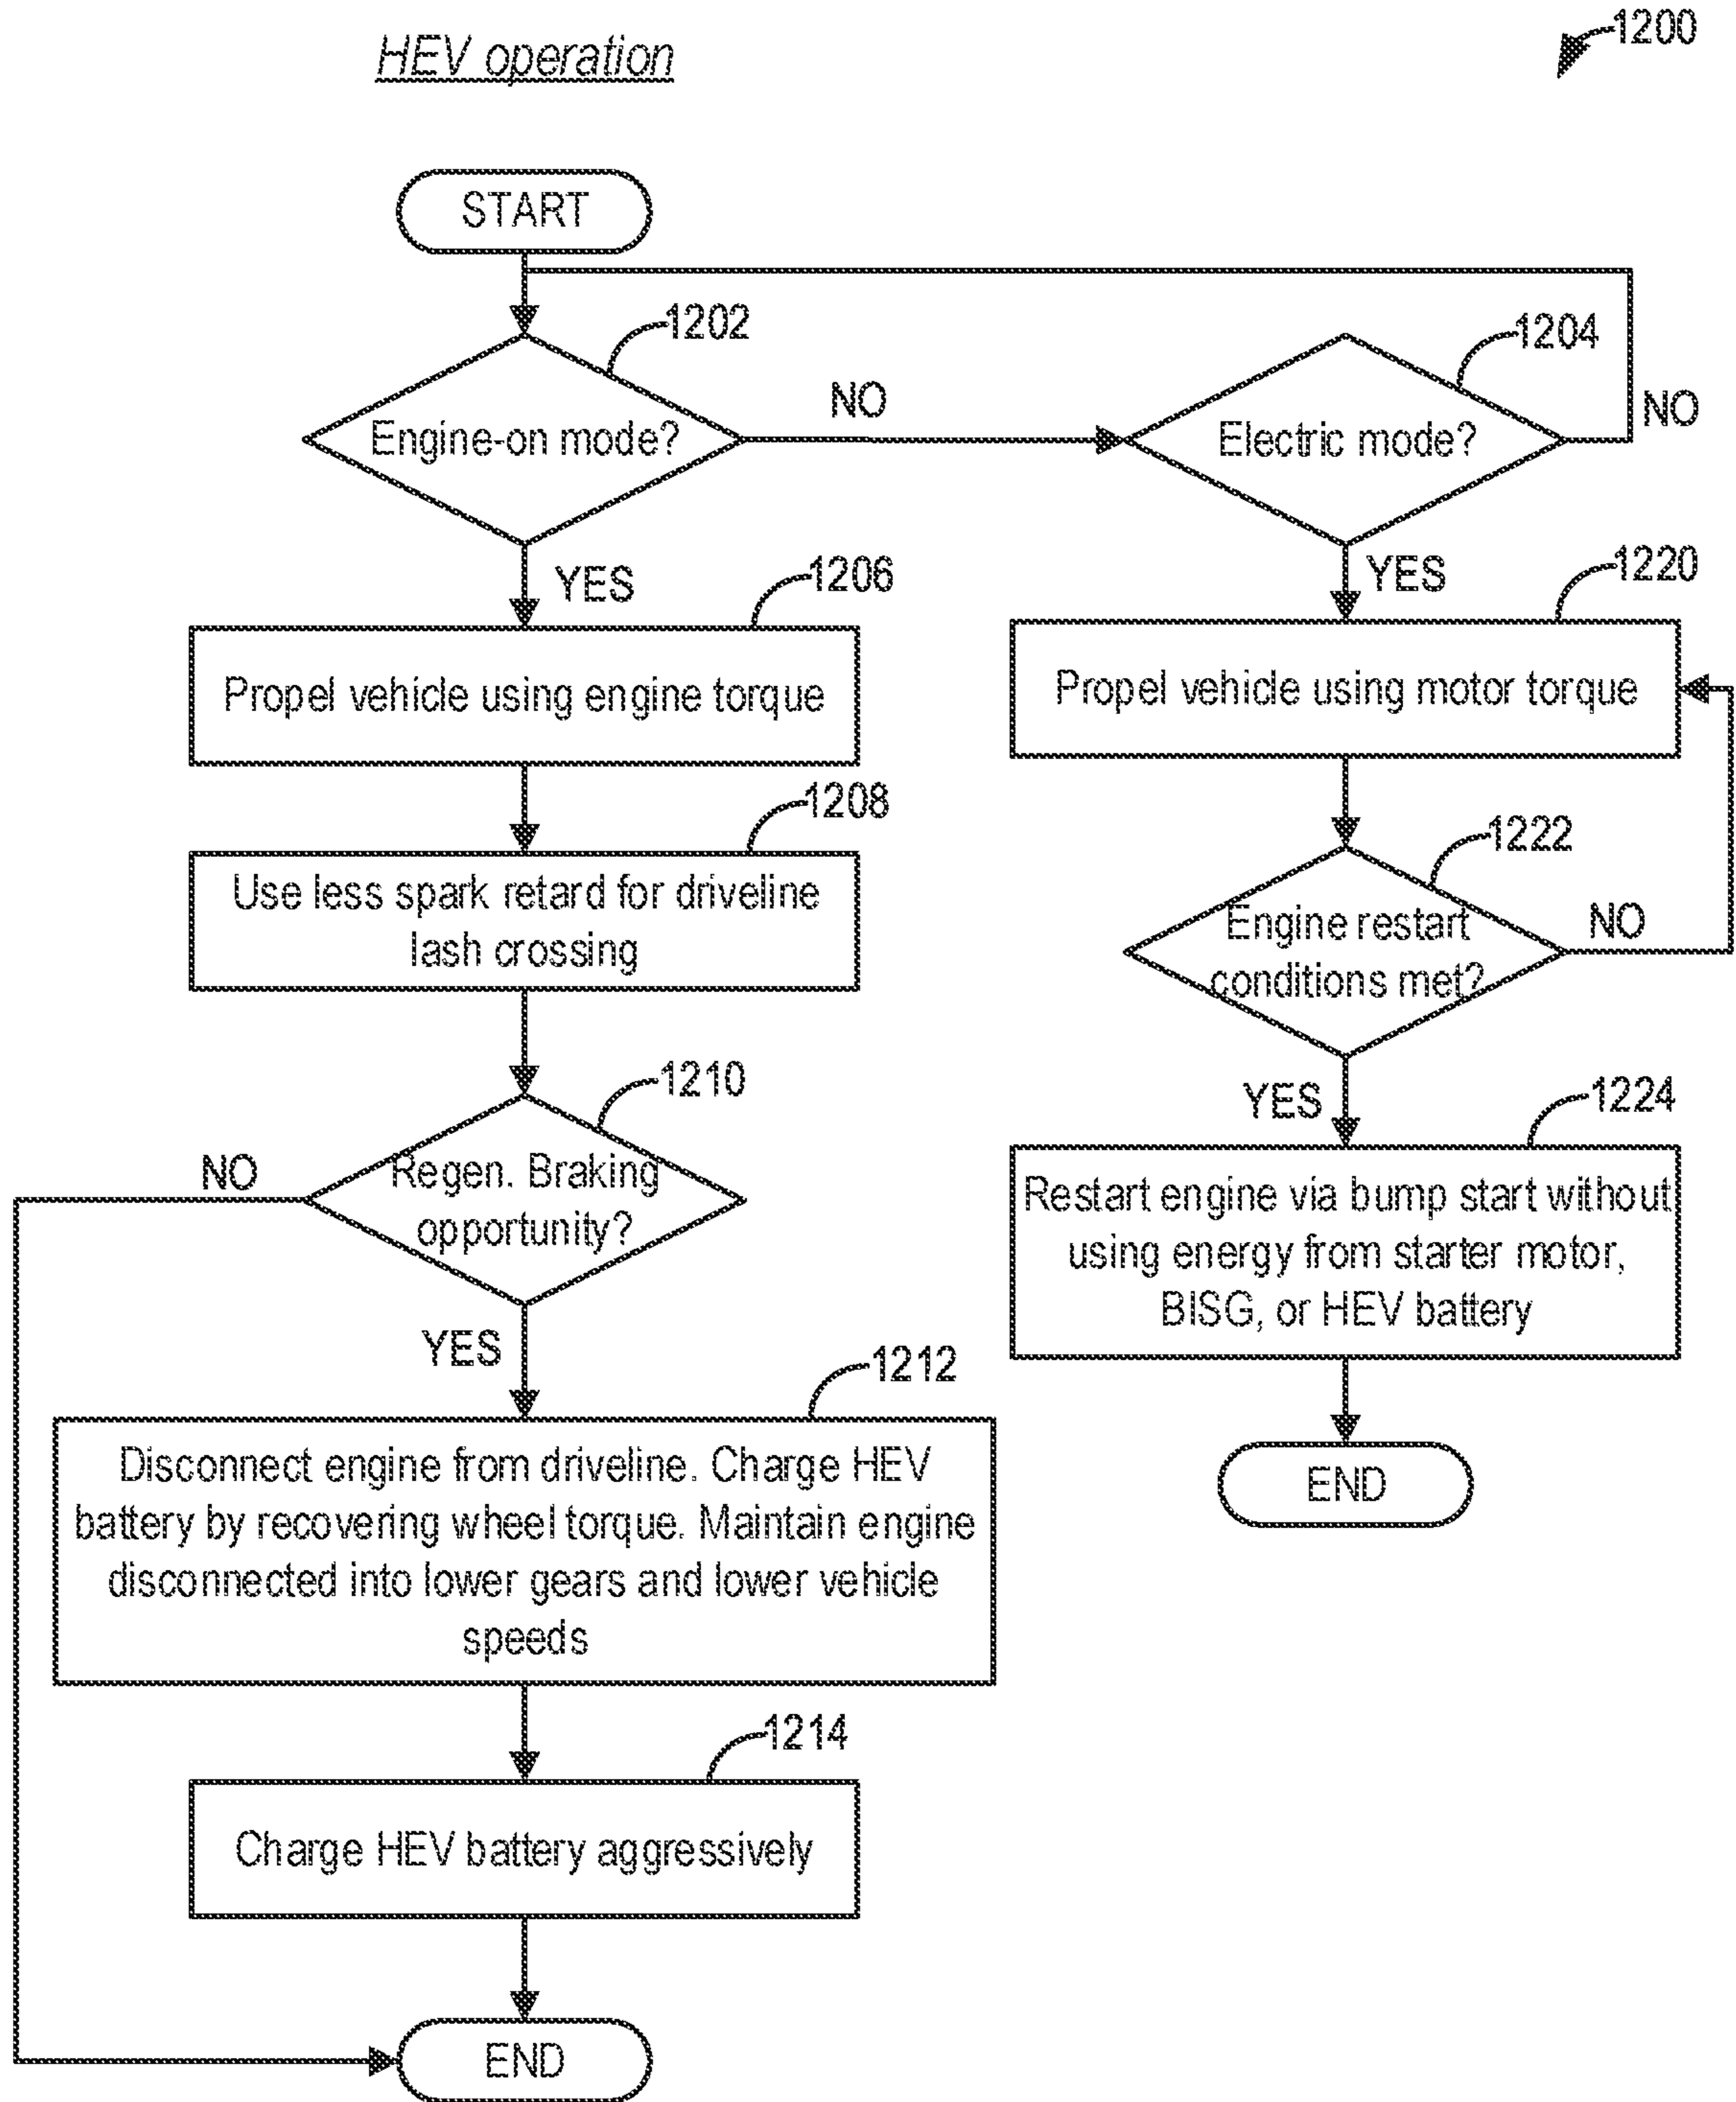 HEV operation
1200
START
1202
Engine-on mode?
NO
1204
Electric mode?
NO
YES
1206
Propel vehicle using engine torque
YES
1220
Propel vehicle using motor torque
1208
Use less spark retard for driveline
lash crossing
1222
Engine restart
conditions met?
NO
1210
Regen. Braking
opportunity?
NO
YES
1224
Restart engine via bump start without
using energy from starter motor,
BISG, or HEV battery
END
YES
1212
Disconnect engine from driveline. Charge HEV
battery by recovering wheel torque. Maintain engine
disconnected into lower gears and lower vehicle
speeds
1214
Charge HEV battery aggressively
END